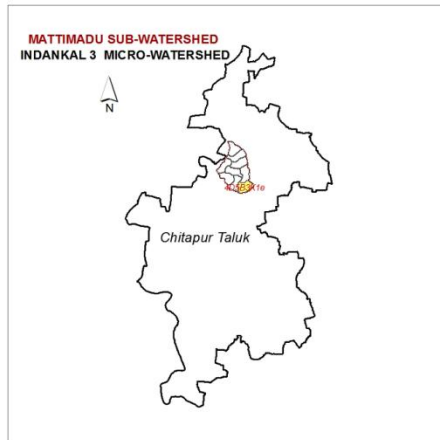 MATTIMADU SUB-WATERSHED
INDANKAL 3 MICRO-WATERSHED
N
Chitapur Taluk